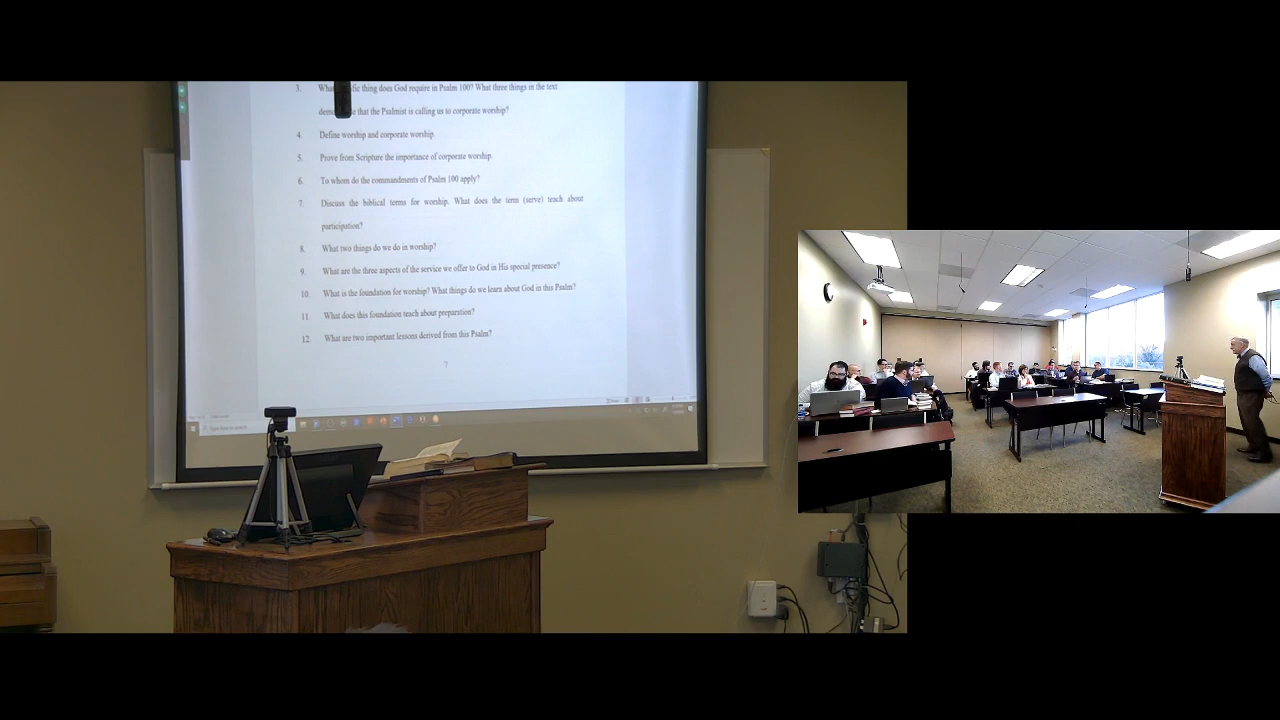 3. What fic thing does God require in Psalm 100? What three things in the text
dem e that the Psalmist is calling us to corporate worship?
4. Define worship and corporate worship.
5. Prove from Scripture the importance of corporate worship.
6. To whom do the commandments of Psalm 100 apply?
7. Discuss the biblical terms for worship. What does the term (serve) teach about
participation?
8. What two things do we do in worship?
9. What are the three aspects of the service we offer to God in His special presence?
10. What is the foundation for worship? What things do we learn about God in this Psalm?
11. What does this foundation teach about preparation?
12. What are two important lessons derived from this Psalm?
7